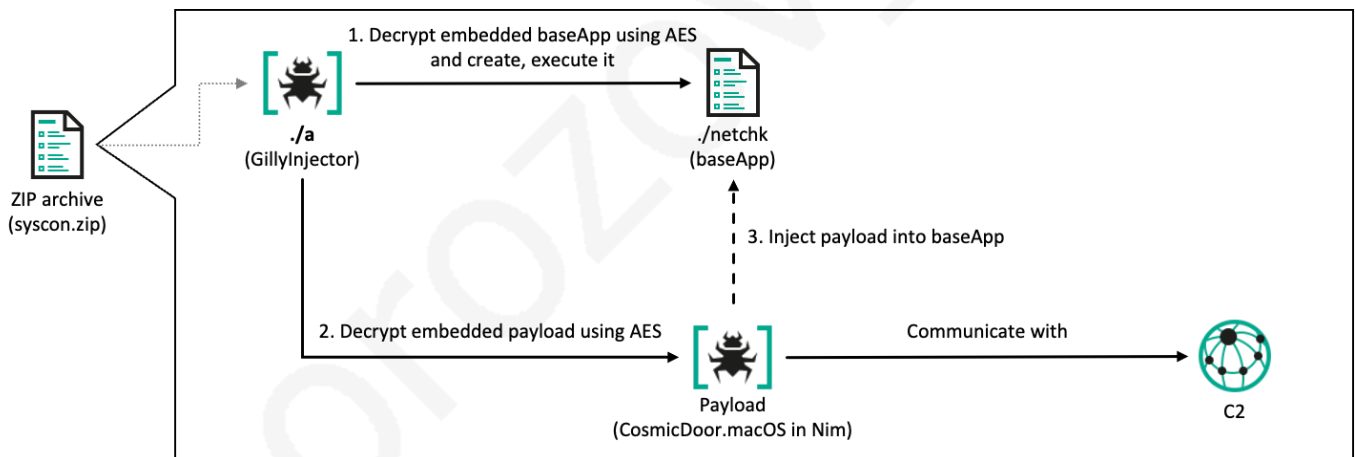 1. Decrypt embedded baseApp using AES
and create, execute it
./a
(GillyInjector)
./netchk
(baseApp)
ZIP archive
(syscon.zip)
3. Inject payload into baseApp
2. Decrypt embedded payload using AES
Communicate with
Payload
(CosmicDoor.macOS in Nim)
C2